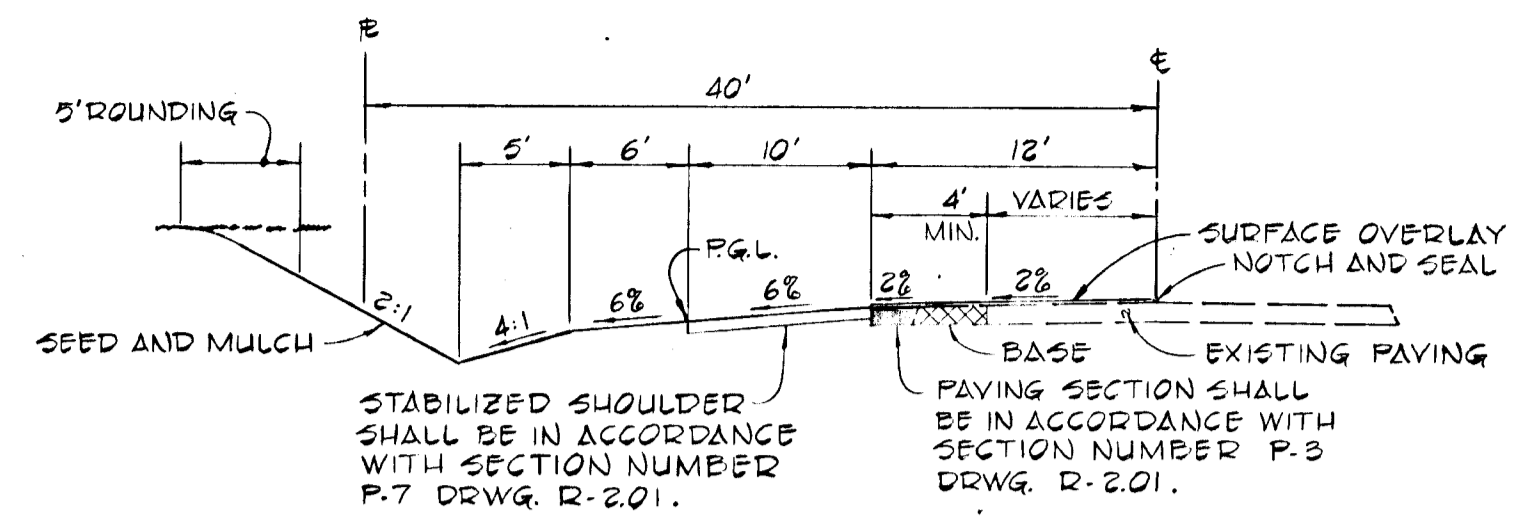 ℄
40'
5' ROUNDING
5'
6'
10'
12'
4'
MIN.
VARIES
P.G.L.
SURFACE OVERLAY
NOTCH AND SEAL
2:1
4:1
6%
6%
2%
2%
SEED AND MULCH
BASE
EXISTING PAVING
STABILIZED SHOULDER
SHALL BE IN ACCORDANCE
WITH SECTION NUMBER
P-7 DRWG. R-2.01.
PAVING SECTION SHALL
BE IN ACCORDANCE WITH
SECTION NUMBER P-3
DRWG. R-2.01.